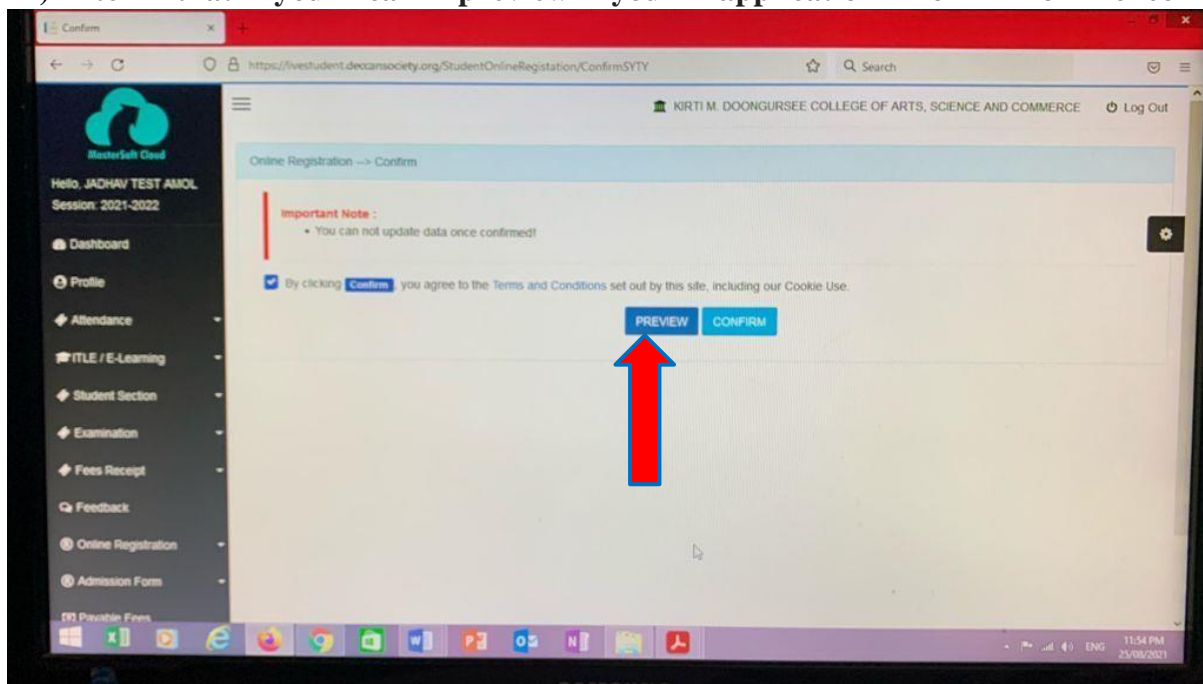 Confirm
https://livestudent.deccansociety.org/StudentOnlineRegistation/ConfirmSYTY
Search
MasterSoft Cloud
KIRTI M. DOONGURSEE COLLEGE OF ARTS, SCIENCE AND COMMERCE
Log Out
Hello, JADHAV TEST AMOL
Session: 2021-2022
Dashboard
Profile
Attendance
ITLE / E-Learning
Student Section
Examination
Fees Receipt
Feedback
Online Registration
Admission Form
Payable Fees
Online Registration --> Confirm
Important Note :
• You can not update data once confirmed!
By clicking Confirm, you agree to the Terms and Conditions set out by this site, including our Cookie Use.
PREVIEW CONFIRM
ENG
11:54 PM
25/08/2021